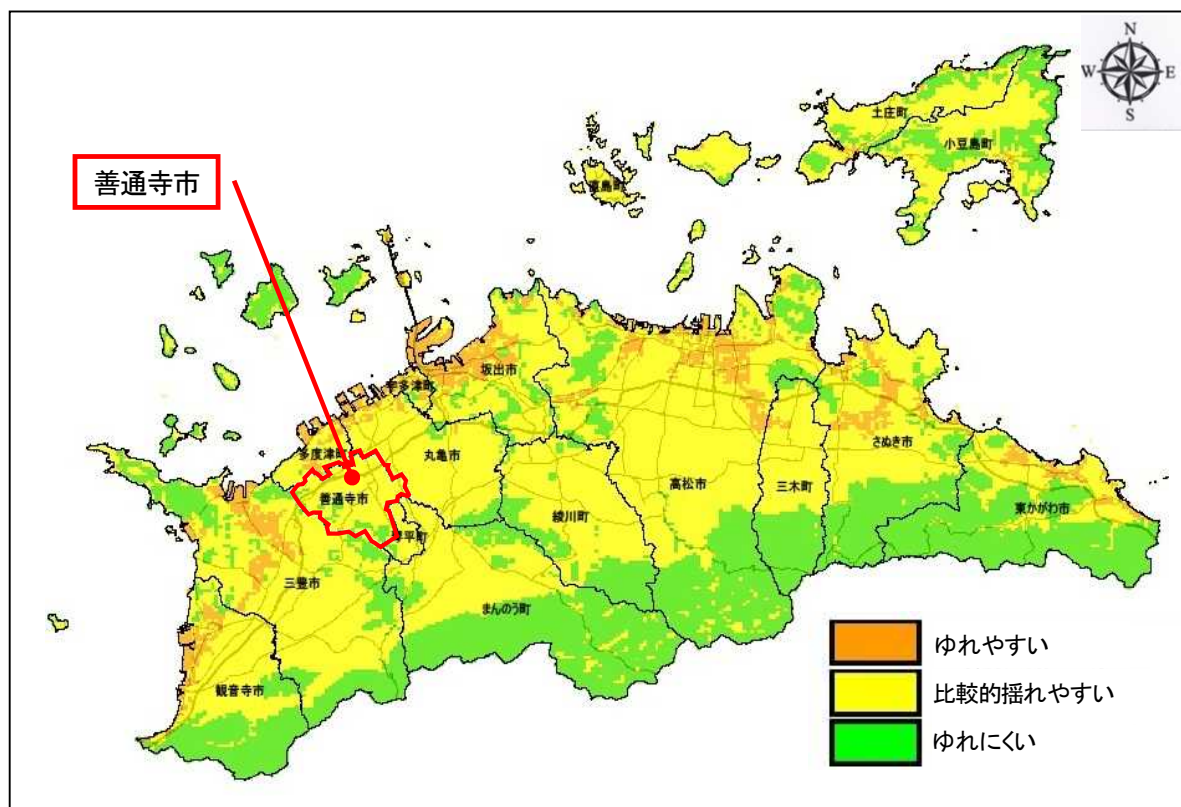 N
W
E
S
善通寺市
土庄町
小豆島町
直島町
坂出市
宇多津町
多度津町
丸亀市
善通寺市
琴平町
綾川町
高松市
三木町
さぬき市
東かがわ市
三豊市
まんのう町
観音寺市
ゆれやすい
比較的揺れやすい
ゆれにくい